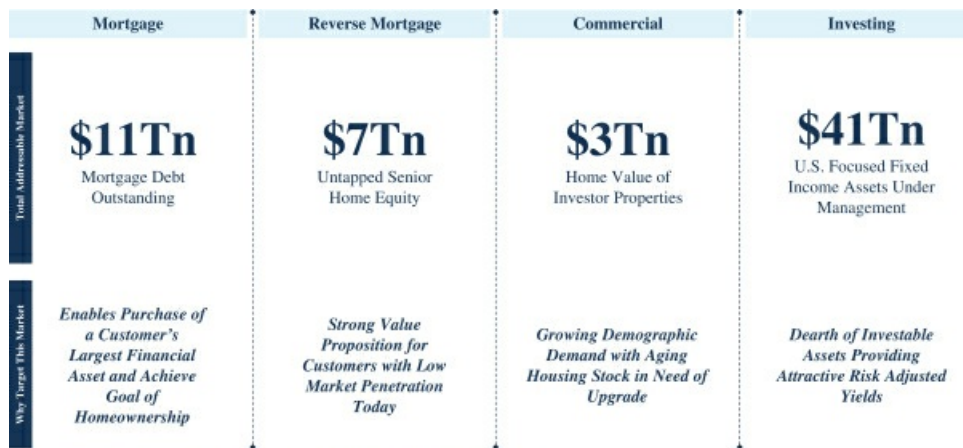 Mortgage
Reverse Mortgage
Commercial
Investing
Total Addressable Market
$11Tn
Mortgage Debt
Outstanding
$7Tn
Untapped Senior
Home Equity
$3Tn
Home Value of
Investor Properties
$41Tn
U.S. Focused Fixed
Income Assets Under
Management
Why Target This Market
Enables Purchase of
a Customer's
Largest Financial
Asset and Achieve
Goal of
Homeownership
Strong Value
Proposition for
Customers with Low
Market Penetration
Today
Growing Demographic
Demand with Aging
Housing Stock in Need of
Upgrade
Dearth of Investable
Assets Providing
Attractive Risk Adjusted
Yields